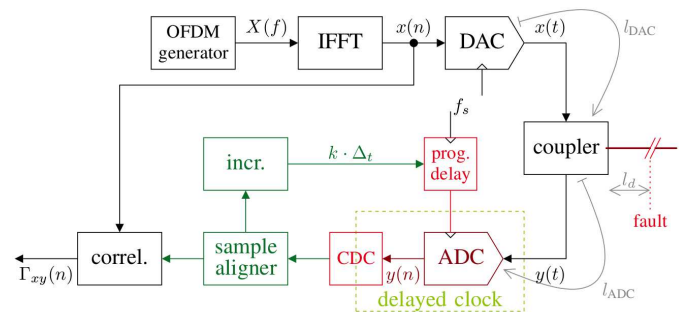 OFDM
generator
X(f)
IFFT
x(n)
DAC
x(t)
l_DAC
f_s
incr.
k · Δ_t
prog.
delay
coupler
l_d
fault
correl.
sample
aligner
CDC
y(n)
ADC
y(t)
Γ_xy(n)
delayed clock
l_ADC